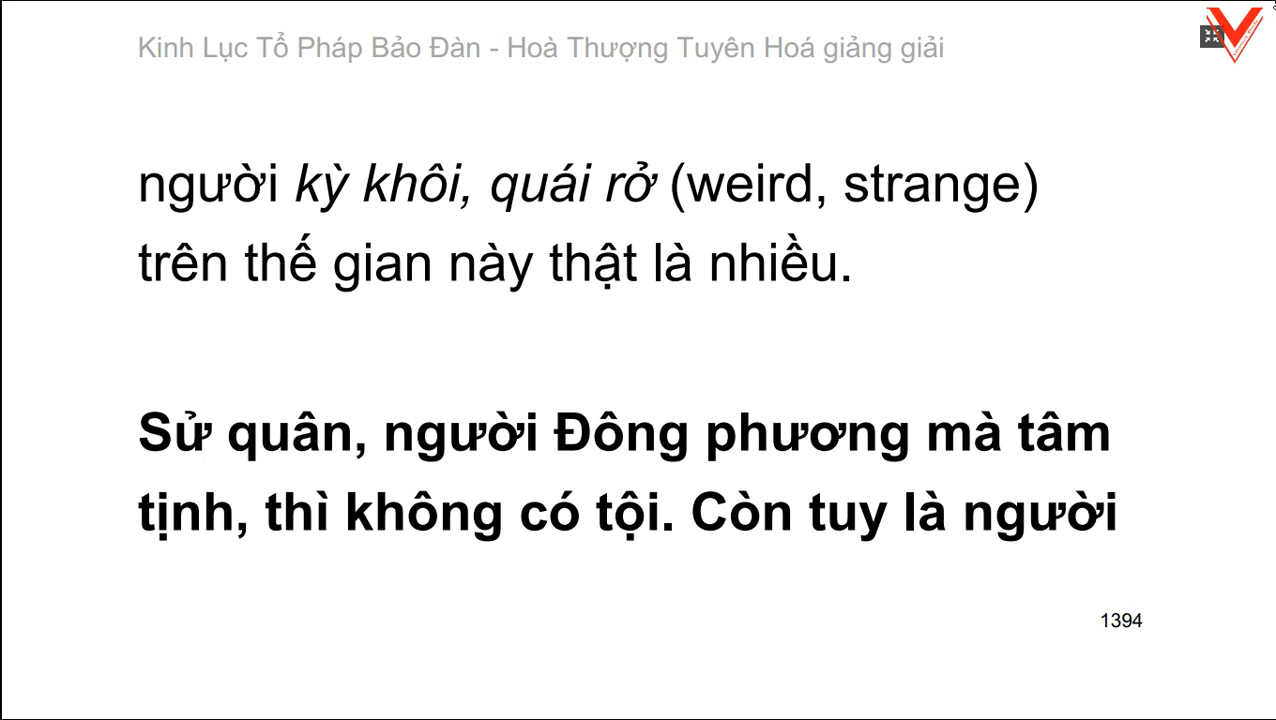 Kinh Lục Tổ Pháp Bảo Đàn - Hoà Thượng Tuyên Hoá giảng giải
người kỳ khôi, quái rở (weird, strange)
trên thế gian này thật là nhiều.
Sử quân, người Đông phương mà tâm
tịnh, thì không có tội. Còn tuy là người
1394